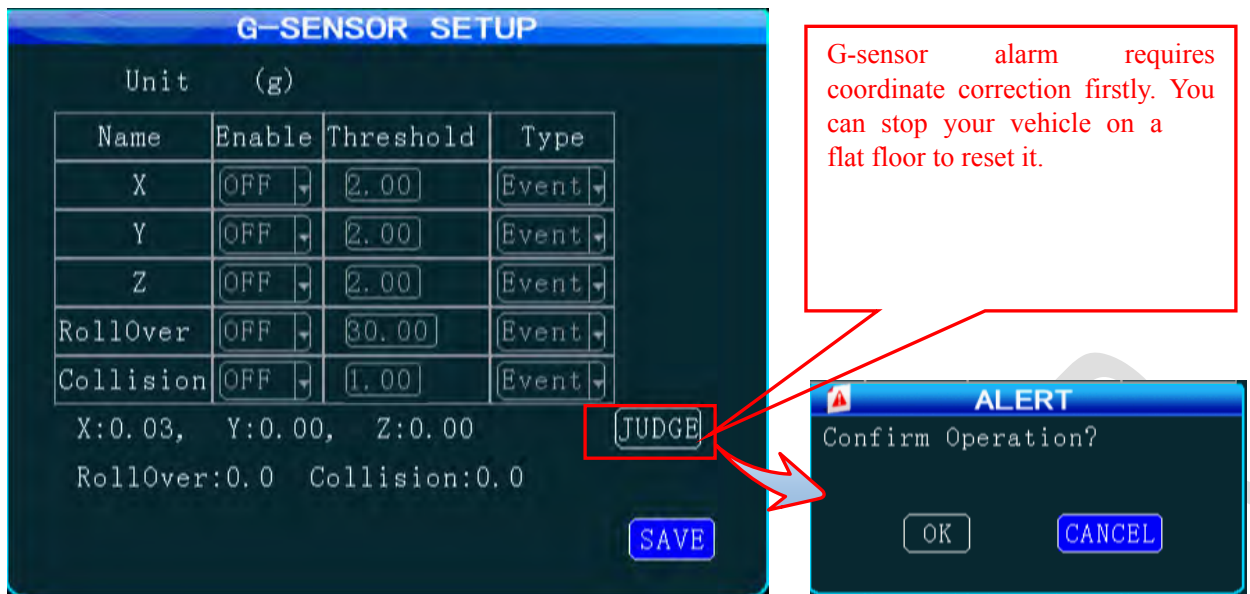 G-SENSOR SETUP
Unit (g)
Name Enable Threshold Type
X OFF 2.00 Event
Y OFF 2.00 Event
Z OFF 2.00 Event
RollOver OFF 30.00 Event
Collision OFF 1.00 Event
X:0.03, Y:0.00, Z:0.00
JUDGE
RollOver:0.0 Collision:0.0
SAVE
G-sensor alarm requires
coordinate correction firstly. You
can stop your vehicle on a
flat floor to reset it.
ALERT
Confirm Operation?
OK CANCEL